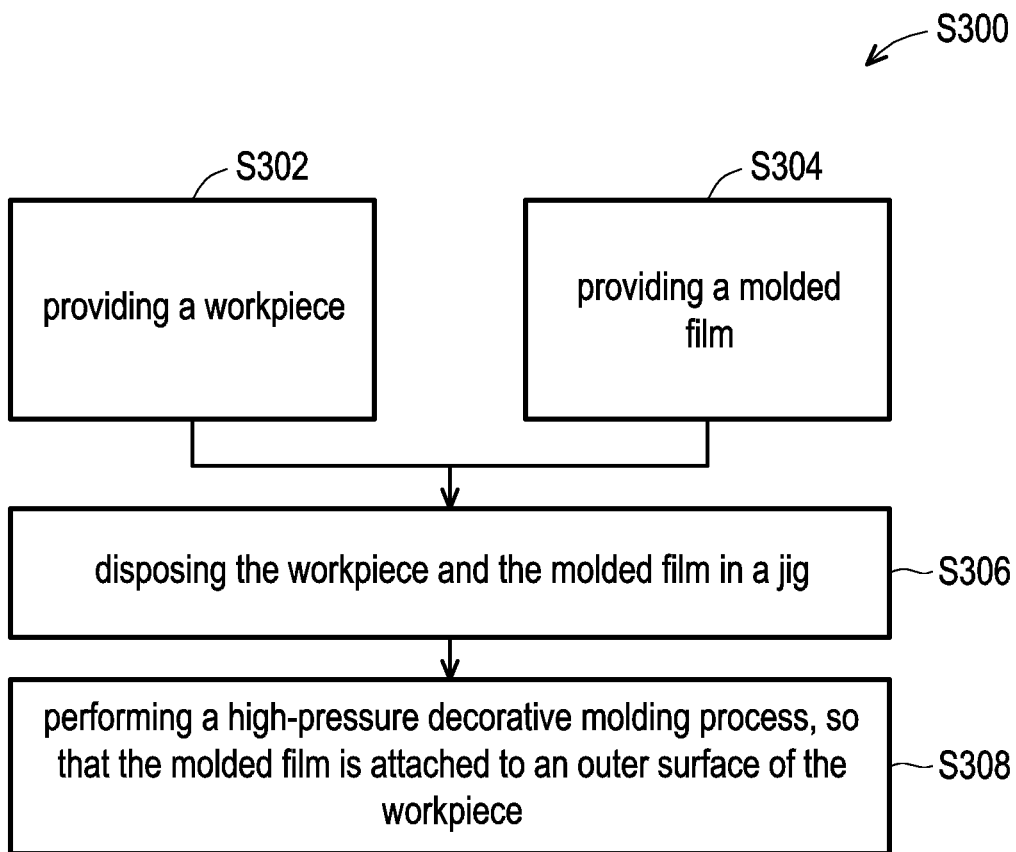 S300
S302
S304
providing a workpiece
providing a molded
film
disposing the workpiece and the molded film in a jig
S306
performing a high-pressure decorative molding process, so
that the molded film is attached to an outer surface of the
workpiece
S308